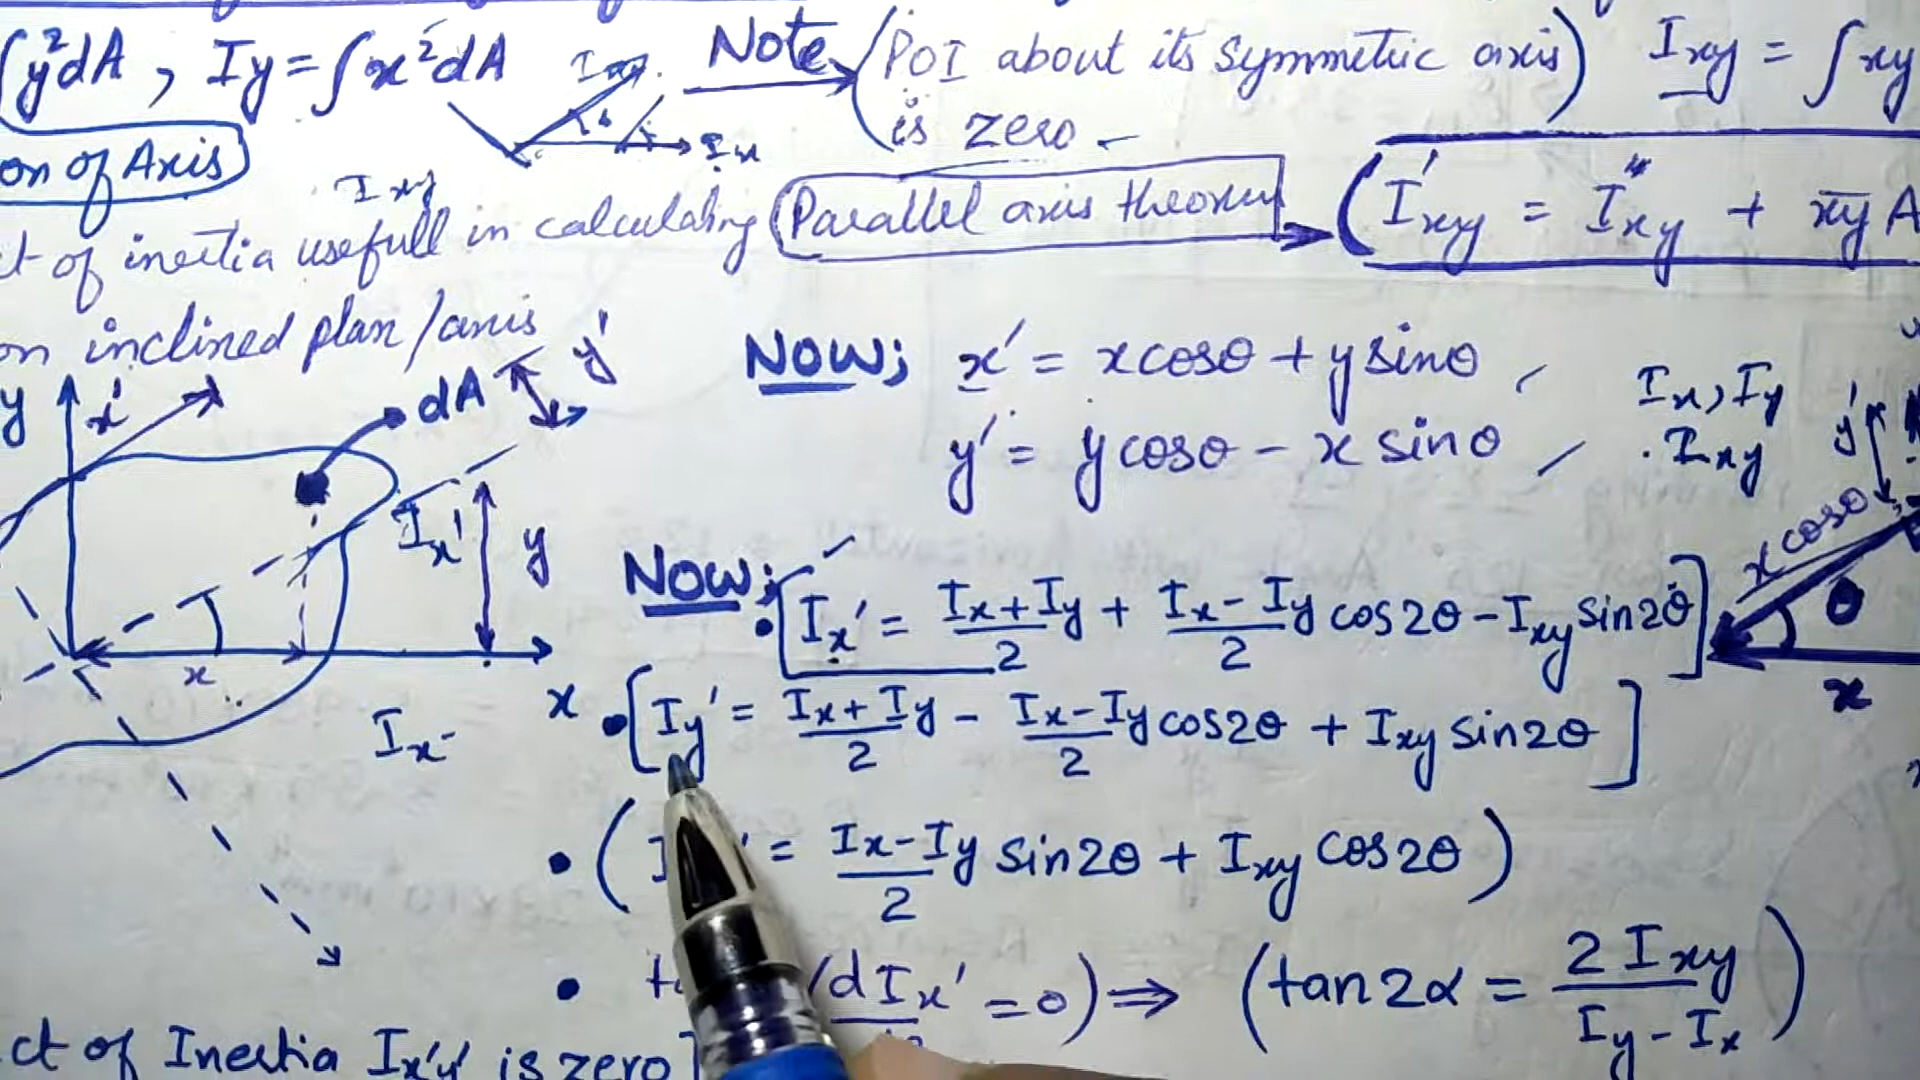 ∫y²dA , Iy = ∫x²dA
Note (POI about its symmetric axis) is zero
Ixy = ∫xy
on of Axis
Ix
Ixy
t of inertia usefull in calculating Parallel axis theorem
I'xy = I"xy + x̄ȳ A
on inclined plan/axis
y
x'
dA
y'
Ix'
y
x
x
Ix
Now; x' = x cosθ + y sinθ
y' = y cosθ - x sinθ
Ix, Iy
Ixy
y'
x cosθ
θ
x
Now; [Ix' = Ix+Iy/2 + Ix-Iy/2 cos2θ - Ixy sin2θ]
• [Iy' = Ix+Iy/2 - Ix-Iy/2 cos2θ + Ixy sin2θ]
• ( = Ix-Iy/2 sin2θ + Ixy cos2θ)
• /dIx' = 0) ⇒ (tan2α = 2Ixy/Iy-Ix)
ct of Inertia Ix'y' is zero]